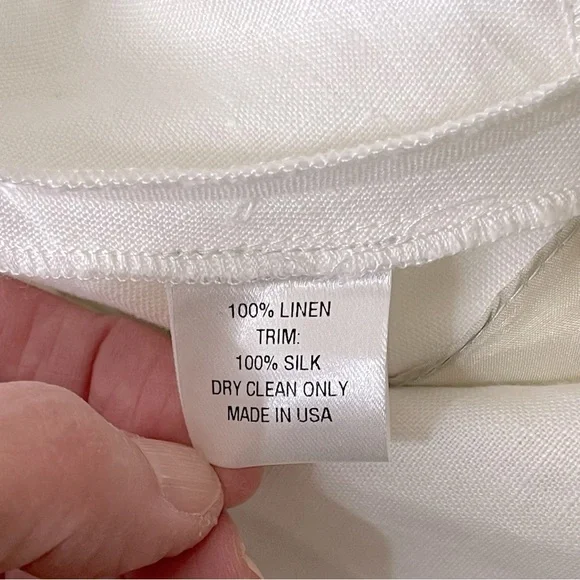 100% LINEN
TRIM:
100% SILK
DRY CLEAN ONLY
MADE IN USA